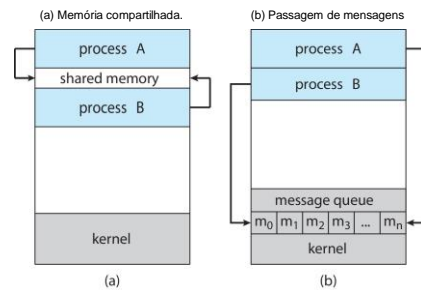 (a) Memória compartilhada.
process A
shared memory
process B
kernel
(a)
(b) Passagem de mensagens
process A
process B
message queue
m0 m1 m2 m3 ... mn
kernel
(b)